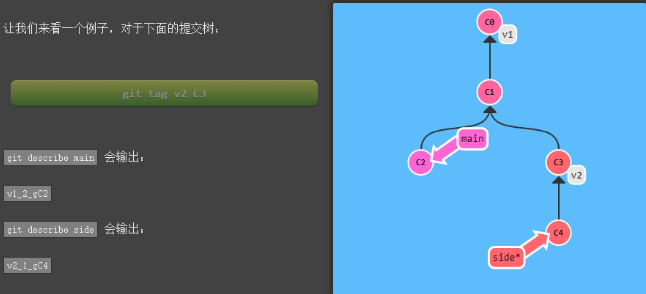 让我们来看一个例子，对于下面的提交树：
git tag v2 C3
git describe main 会输出：
v1_2_gC2
git describe side 会输出：
v2_1_gC4
C0
v1
C1
main
C2
C3
v2
C4
side*